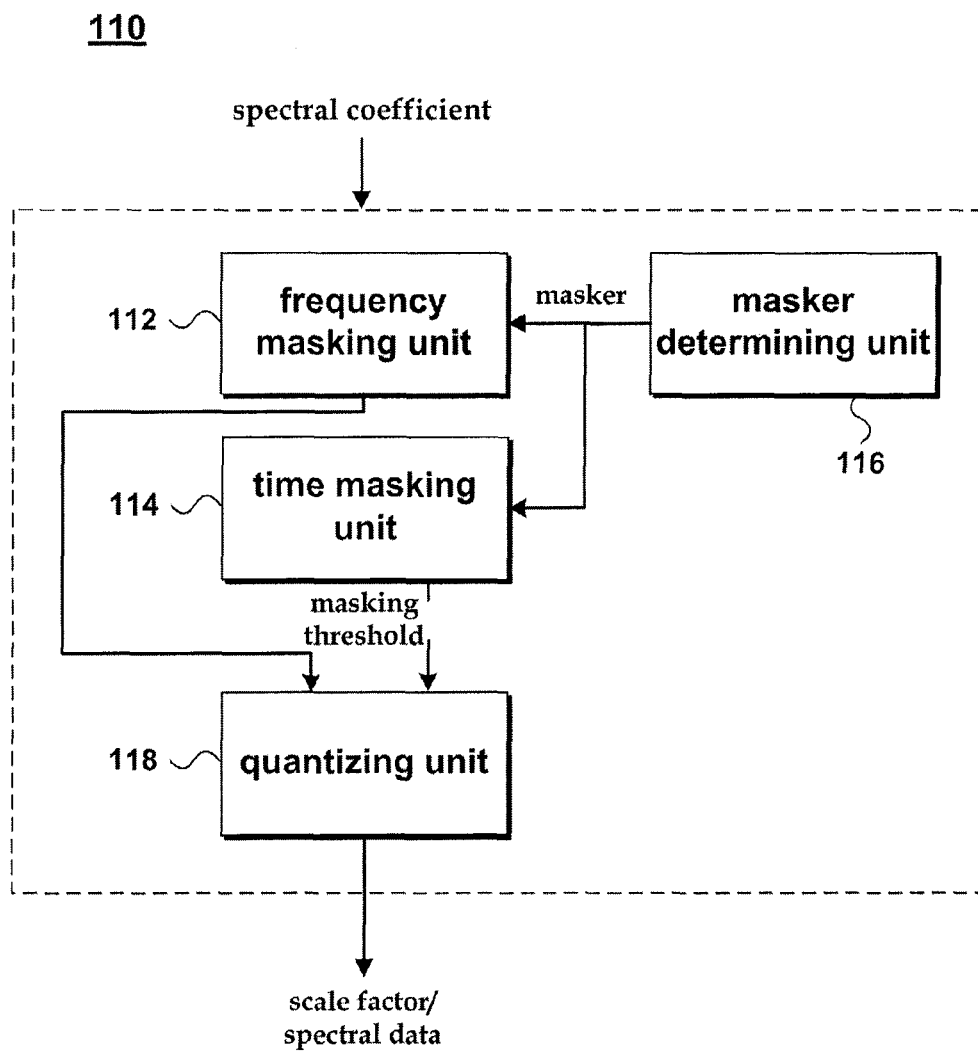 110
spectral coefficient
112
frequency
masking unit
masker
masker
determining unit
116
114
time masking
unit
masking
threshold
118
quantizing unit
scale factor/
spectral data